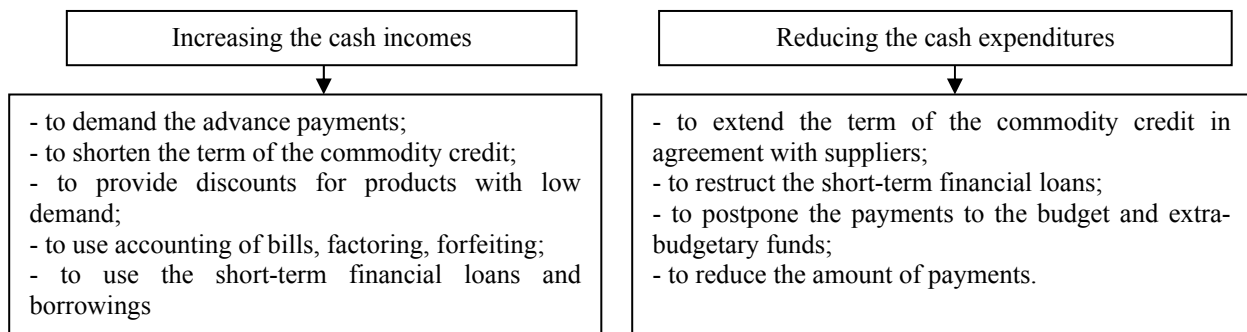 Increasing the cash incomes
- to demand the advance payments;
- to shorten the term of the commodity credit;
- to provide discounts for products with low
demand;
- to use accounting of bills, factoring, forfeiting;
- to use the short-term financial loans and
borrowings
Reducing the cash expenditures
- to extend the term of the commodity credit in
agreement with suppliers;
- to restruct the short-term financial loans;
- to postpone the payments to the budget and extra-
budgetary funds;
- to reduce the amount of payments.